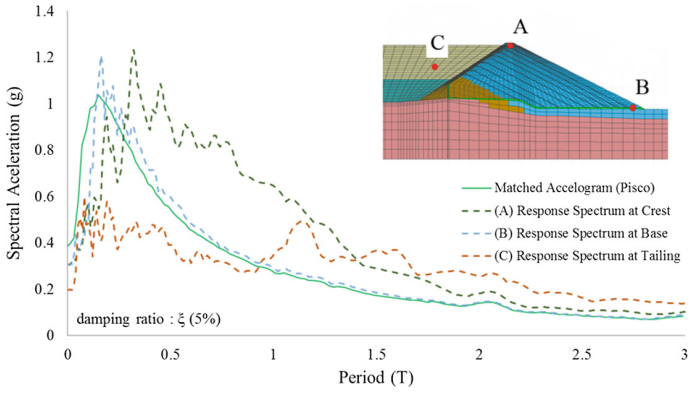 1.4
1.2
1
0.8
0.6
0.4
0.2
0
Spectral Aceleration (g)
A
C
B
Matched Accelogram (Pisco)
(A) Response Spectrum at Crest
(B) Response Spectrum at Base
(C) Response Spectrum at Tailing
damping ratio : ξ (5%)
0 0.5 1 1.5 2 2.5 3
Period (T)